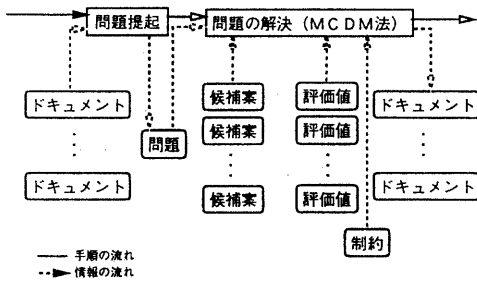 問題提起
問題の解決（MCDM法）
ドキュメント
候補案
評価値
ドキュメント
候補案
評価値
問題
ドキュメント
候補案
評価値
ドキュメント
制約
手順の流れ
情報の流れ